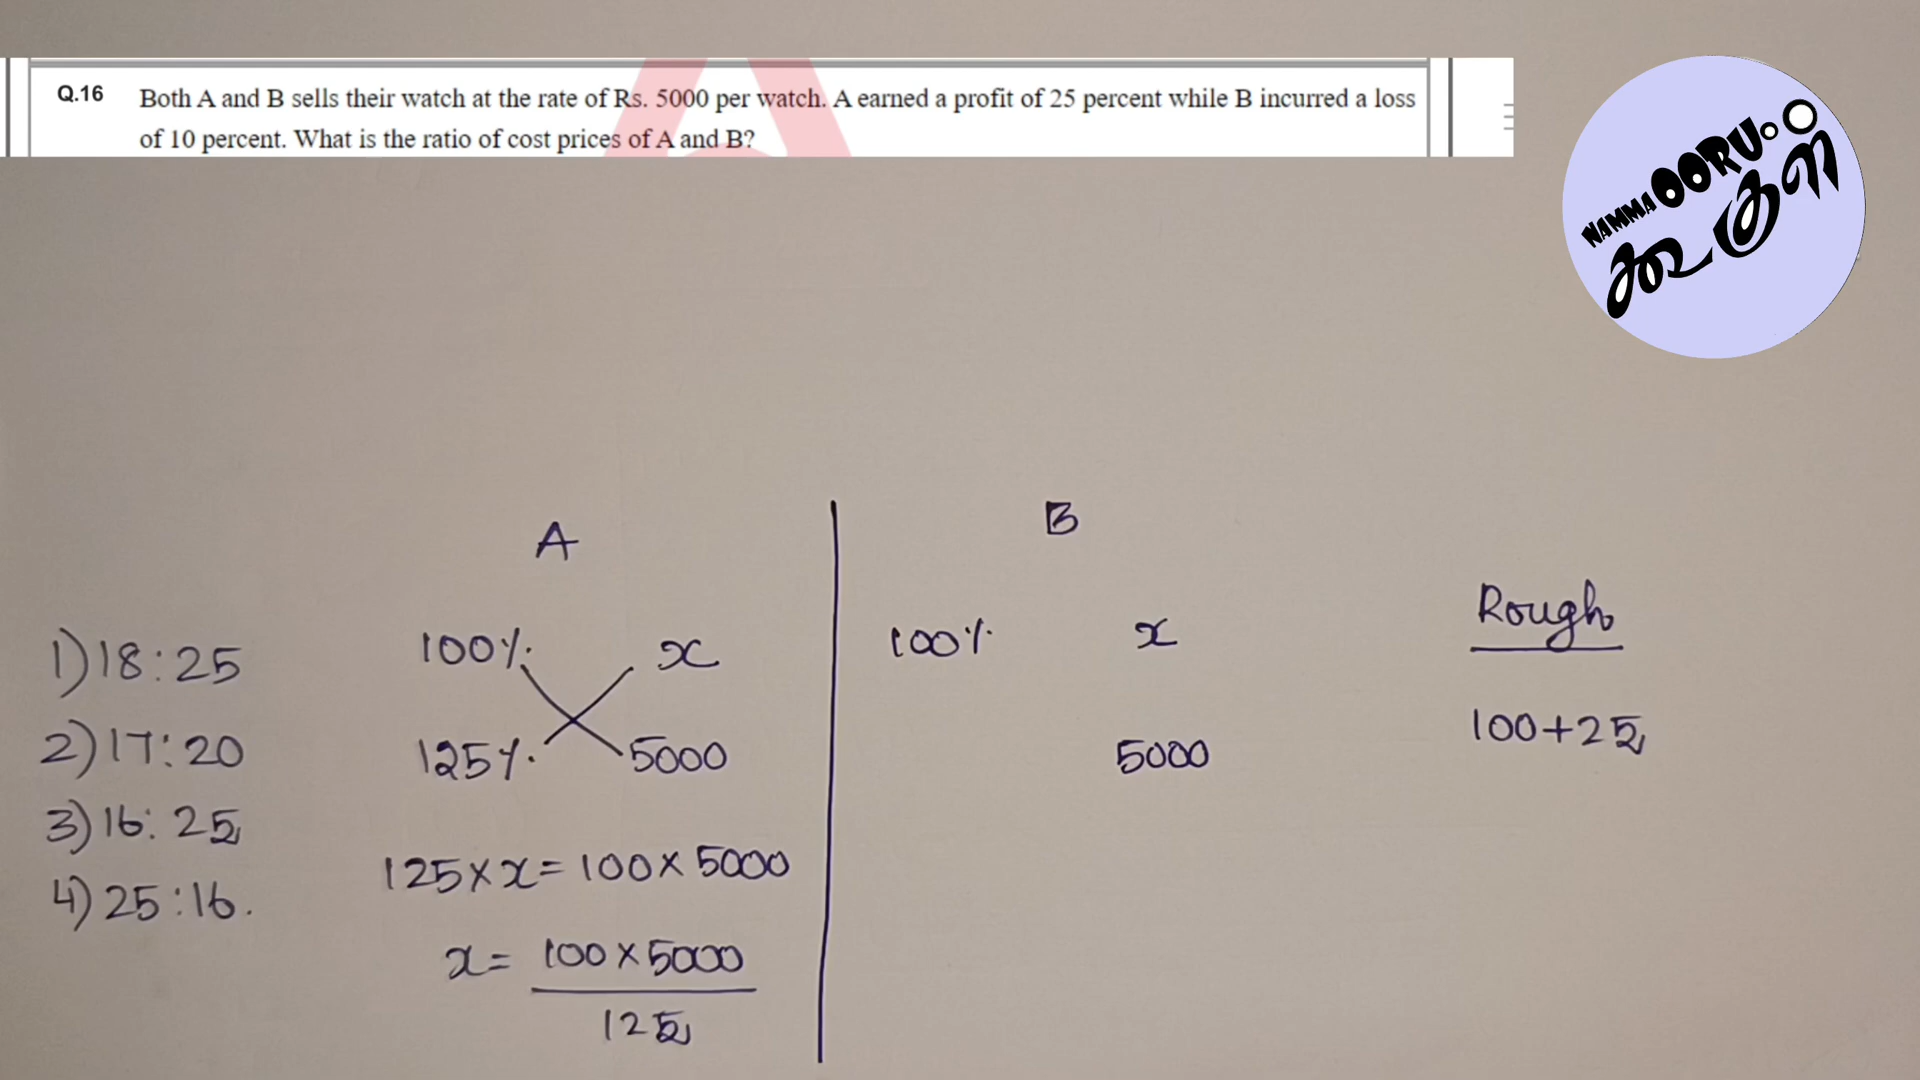 Q.16 Both A and B sells their watch at the rate of Rs. 5000 per watch. A earned a profit of 25 percent while B incurred a loss
of 10 percent. What is the ratio of cost prices of A and B?
NAMMA OORU
A
B
Rough
1) 18:25
2) 17:20
3) 16:25
4) 25:16.
100% x
125% 5000
125 × x = 100 × 5000
x = 100 × 5000
125
100% x
5000
100+25